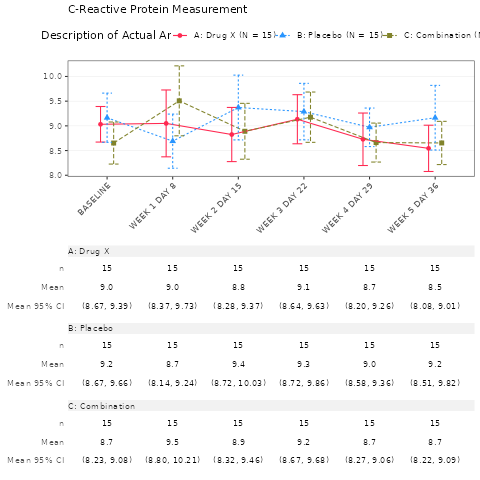 C-Reactive Protein Measurement
Description of Actual Ar
A: Drug X (N = 15)
B: Placebo (N = 15)
C: Combination (N
10.0
9.5
9.0
8.5
8.0
BASELINE
WEEK 1 DAY 8
WEEK 2 DAY 15
WEEK 3 DAY 22
WEEK 4 DAY 29
WEEK 5 DAY 36
A: Drug X
n 15 15 15 15 15 15
Mean 9.0 9.0 8.8 9.1 8.7 8.5
Mean 95% CI (8.67, 9.39) (8.37, 9.73) (8.28, 9.37) (8.64, 9.63) (8.20, 9.26) (8.08, 9.01)
B: Placebo
n 15 15 15 15 15 15
Mean 9.2 8.7 9.4 9.3 9.0 9.2
Mean 95% CI (8.67, 9.66) (8.14, 9.24) (8.72, 10.03) (8.72, 9.86) (8.58, 9.36) (8.51, 9.82)
C: Combination
n 15 15 15 15 15 15
Mean 8.7 9.5 8.9 9.2 8.7 8.7
Mean 95% CI (8.23, 9.08) (8.80, 10.21) (8.32, 9.46) (8.67, 9.68) (8.27, 9.06) (8.22, 9.09)